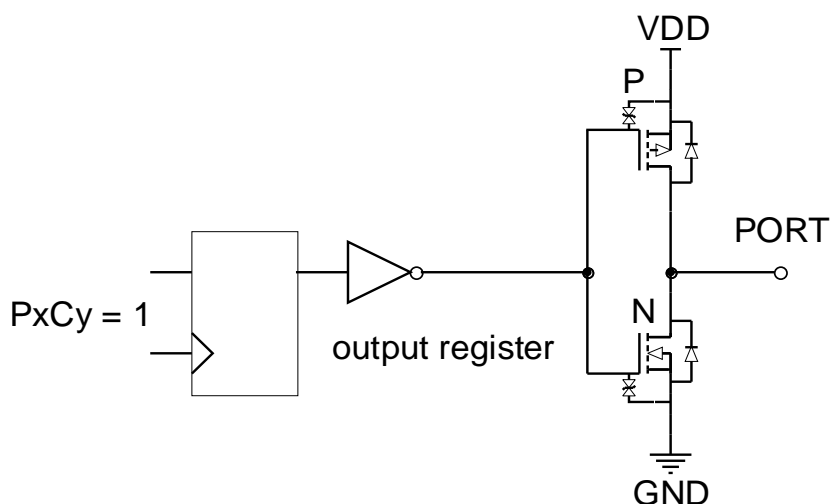 VDD
P
PORT
PxCy = 1
N
output register
GND